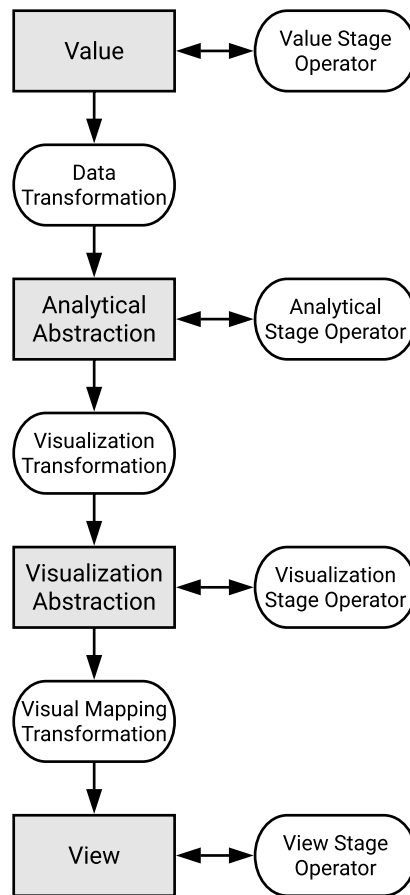 Value
Value Stage
Operator
Data
Transformation
Analytical
Abstraction
Analytical
Stage Operator
Visualization
Transformation
Visualization
Abstraction
Visualization
Stage Operator
Visual Mapping
Transformation
View
View Stage
Operator